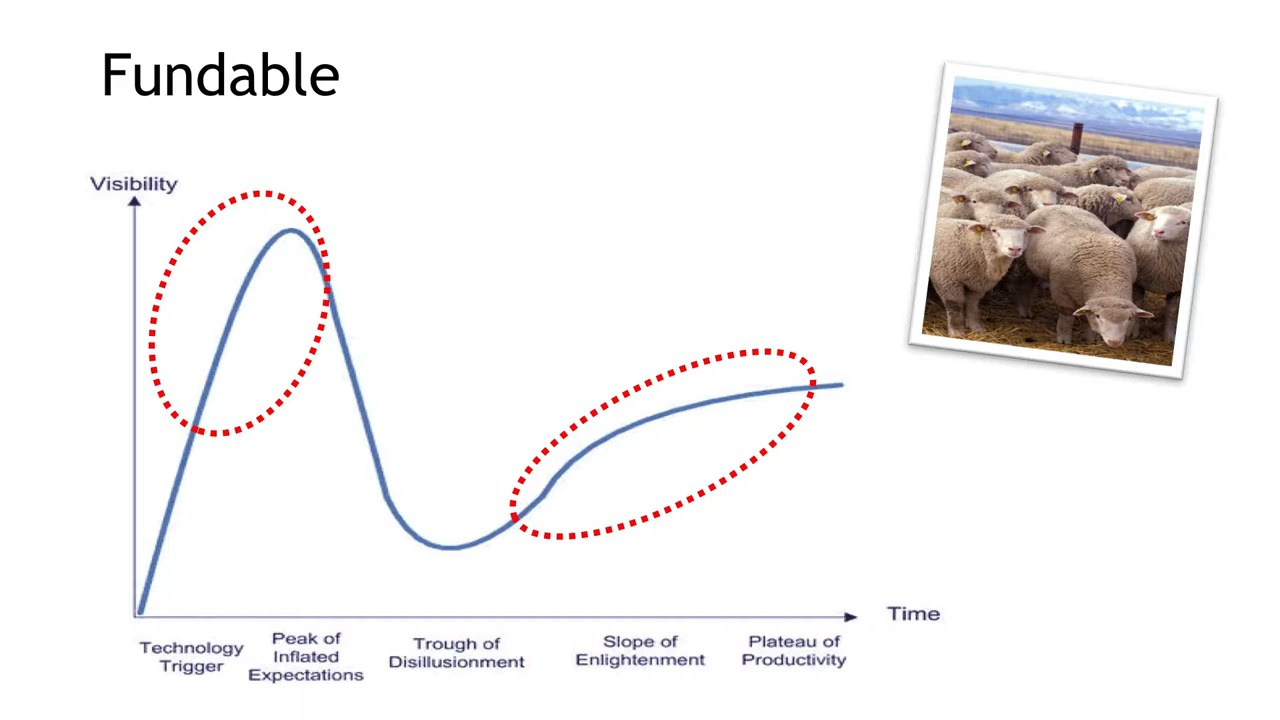 Fundable
Visibility
Time
Technology
Trigger
Peak of
Inflated
Expectations
Trough of
Disillusionment
Slope of
Enlightenment
Plateau of
Productivity